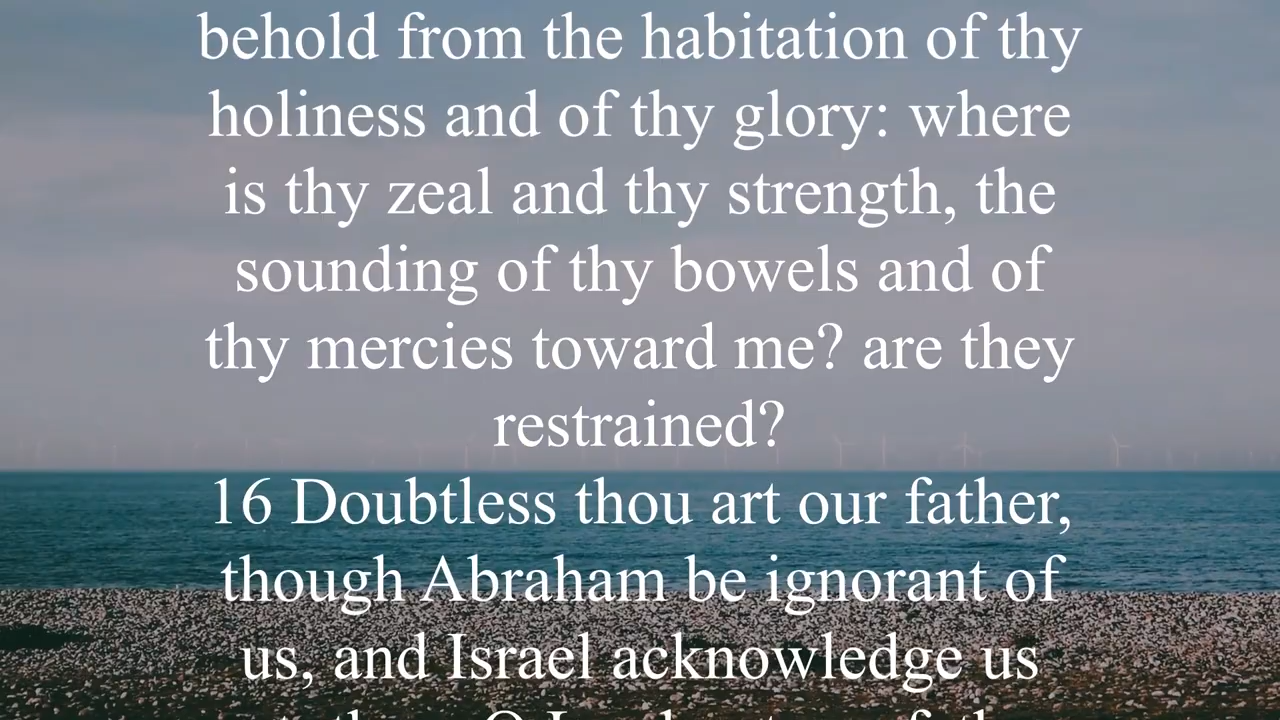 behold from the habitation of thy
holiness and of thy glory: where
is thy zeal and thy strength, the
sounding of thy bowels and of
thy mercies toward me? are they
restrained?
16 Doubtless thou art our father,
though Abraham be ignorant of
us, and Israel acknowledge us